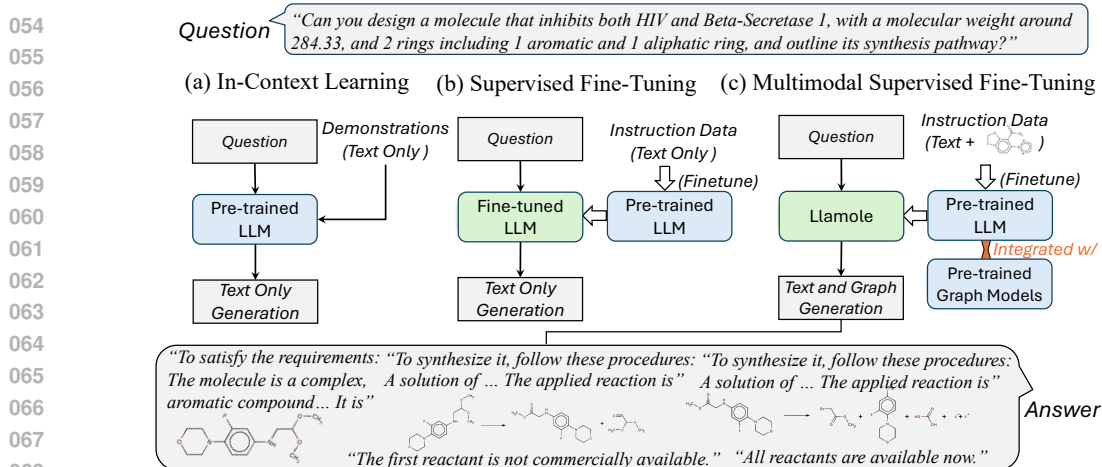 054
055
056
057
058
059
060
061
062
063
064
065
066
067
Question
“Can you design a molecule that inhibits both HIV and Beta-Secretase 1, with a molecular weight around
284.33, and 2 rings including 1 aromatic and 1 aliphatic ring, and outline its synthesis pathway?”
(a) In-Context Learning
Question
Demonstrations
(Text Only )
Pre-trained
LLM
Text Only
Generation
(b) Supervised Fine-Tuning
Question
Instruction Data
(Text Only )
(Finetune)
Fine-tuned
LLM
Pre-trained
LLM
Text Only
Generation
(c) Multimodal Supervised Fine-Tuning
Question
Instruction Data
(Text + )
(Finetune)
Llamole
Pre-trained
LLM
Integrated w/
Pre-trained
Graph Models
Text and Graph
Generation
“To satisfy the requirements:
The molecule is a complex,
aromatic compound... It is”
“To synthesize it, follow these procedures:
A solution of ... The applied reaction is”
“The first reactant is not commercially available.”
“To synthesize it, follow these procedures:
A solution of ... The applied reaction is”
“All reactants are available now.”
Answer